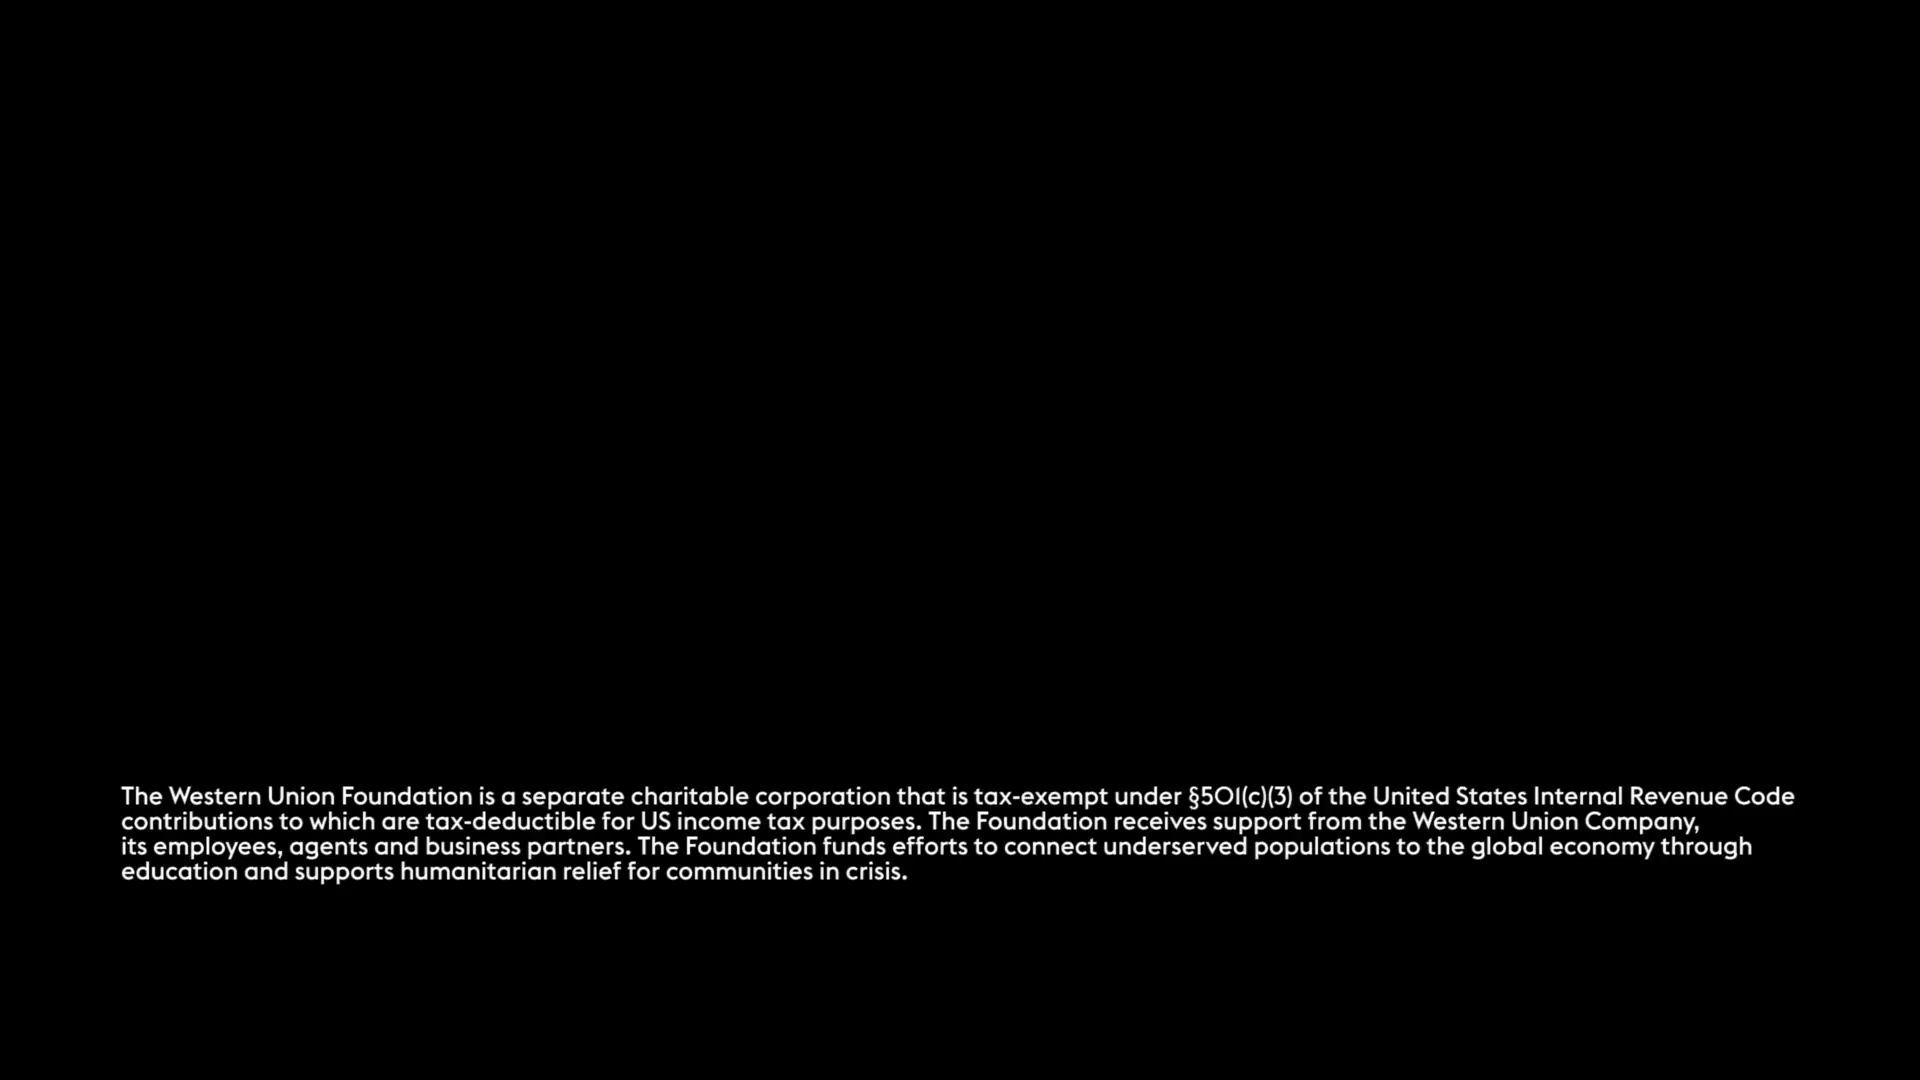 The Western Union Foundation is a separate charitable corporation that is tax-exempt under §501(c)(3) of the United States Internal Revenue Code
contributions to which are tax-deductible for US income tax purposes. The Foundation receives support from the Western Union Company,
its employees, agents and business partners. The Foundation funds efforts to connect underserved populations to the global economy through
education and supports humanitarian relief for communities in crisis.